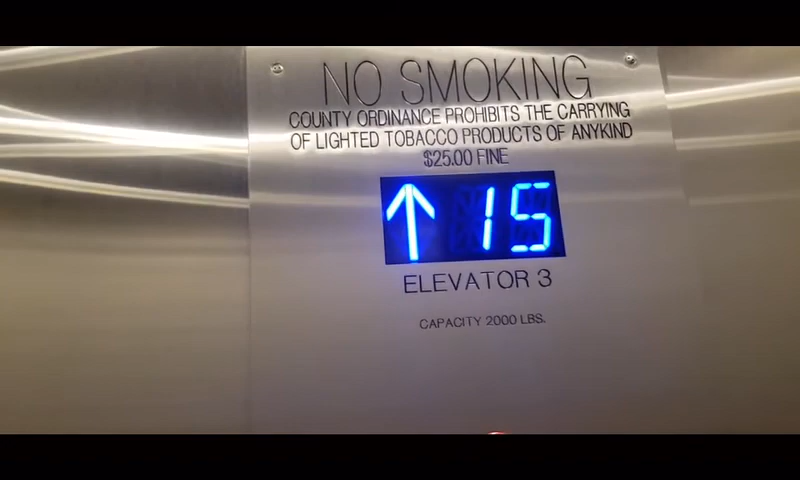 NO SMOKING
COUNTY ORDINANCE PROHIBITS THE CARRYING
OF LIGHTED TOBACCO PRODUCTS OF ANYKIND
$25.00 FINE
↑ 15
ELEVATOR 3
CAPACITY 2000 LBS.